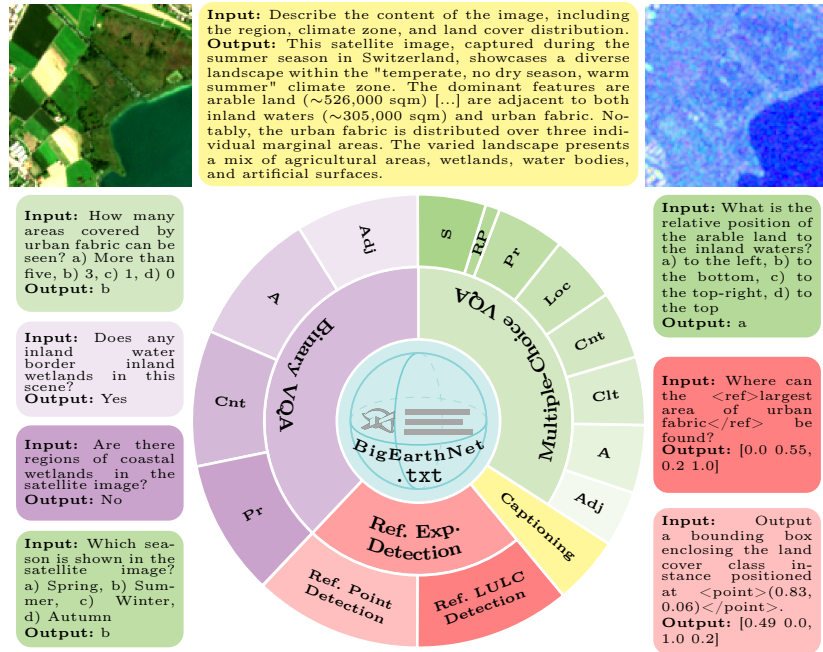 Input: Describe the content of the image, including
the region, climate zone, and land cover distribution.
Output: This satellite image, captured during the
summer season in Switzerland, showcases a diverse
landscape within the "temperate, no dry season, warm
summer" climate zone. The dominant features are
arable land (~526,000 sqm) [...] are adjacent to both
inland waters (~305,000 sqm) and urban fabric. No-
tably, the urban fabric is distributed over three indi-
vidual marginal areas. The varied landscape presents
a mix of agricultural areas, wetlands, water bodies,
and artificial surfaces.
Input: How many
areas covered by
urban fabric can be
seen? a) More than
five, b) 3, c) 1, d) 0
Output: b
Input: Does any
inland water
border inland
wetlands in this
scene?
Output: Yes
Input: Are there
regions of coastal
wetlands in the
satellite image?
Output: No
Input: Which sea-
son is shown in the
satellite image?
a) Spring, b) Sum-
mer, c) Winter,
d) Autumn
Output: b
Adj
A
Cnt
Pr
Binary VQA
S
RP
Pr
Loc
Cnt
Clt
A
Adj
Multiple-Choice VQA
Captioning
BigEarthNet
.txt
Ref. Exp.
Detection
Ref. Point
Detection
Ref. LULC
Detection
Input: What is the
relative position of
the arable land to
the inland waters?
a) to the left, b) to
the bottom, c) to
the top-right, d) to
the top
Output: a
Input: Where can
the <ref>largest
area of urban
fabric</ref> be
found?
Output: [0.0 0.55,
0.2 1.0]
Input: Output
a bounding box
enclosing the land
cover class in-
stance positioned
at <point>(0.83,
0.06)</point>.
Output: [0.49 0.0,
1.0 0.2]